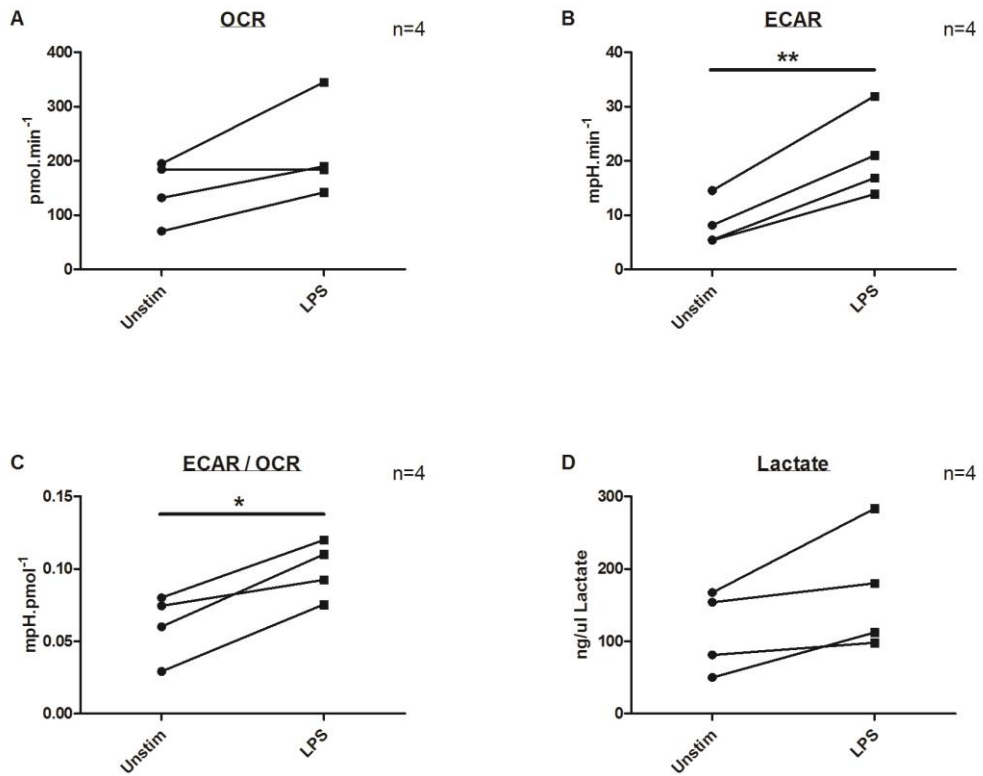 A
OCR
n=4
400
300
200
100
0
pmol.min-1
Unstim
LPS
B
ECAR
n=4
**
40
30
20
10
0
mpH.min-1
Unstim
LPS
C
ECAR / OCR
n=4
*
0.15
0.10
0.05
0.00
mpH.pmol-1
Unstim
LPS
D
Lactate
n=4
300
200
100
0
ng/ul Lactate
Unstim
LPS